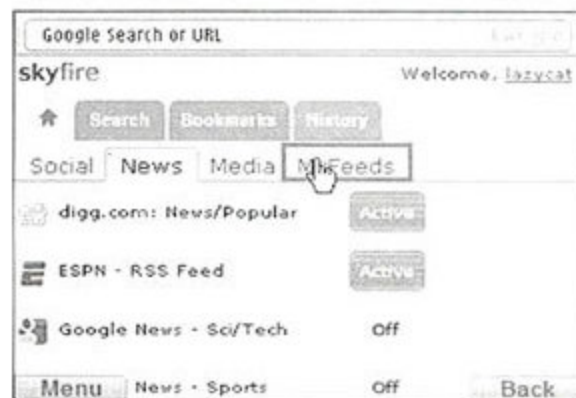 Google Search or URL
skyfire Welcome, lazycat
Search Bookmarks History
Social News Media MyFeeds
digg.com: News/Popular Active
ESPN - RSS Feed Active
Google News - Sci/Tech Off
Menu News - Sports Off Back